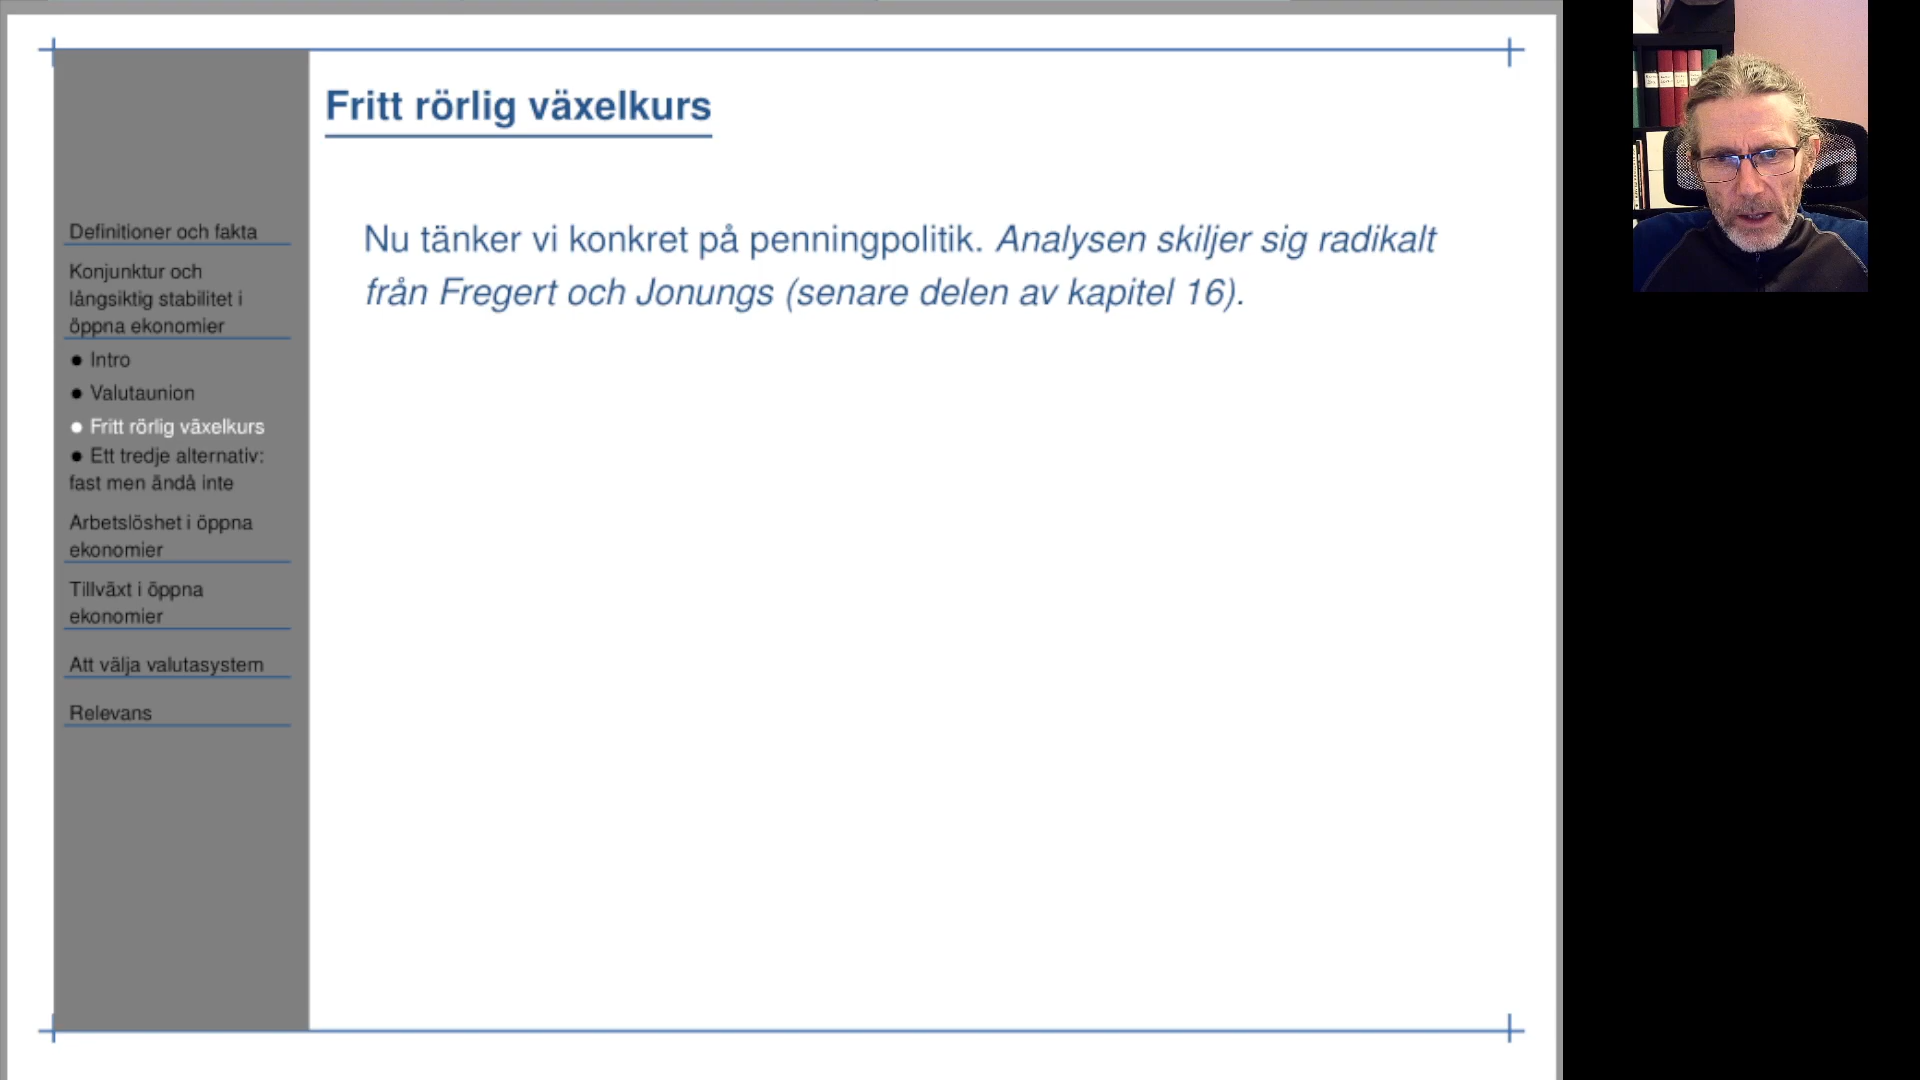 Fritt rörlig växelkurs
Nu tänker vi konkret på penningpolitik. Analysen skiljer sig radikalt
från Fregert och Jonungs (senare delen av kapitel 16).
Definitioner och fakta
Konjunktur och
långsiktig stabilitet i
öppna ekonomier
● Intro
● Valutaunion
● Fritt rörlig växelkurs
● Ett tredje alternativ:
fast men ändå inte
Arbetslöshet i öppna
ekonomier
Tillväxt i öppna
ekonomier
Att välja valutasystem
Relevans